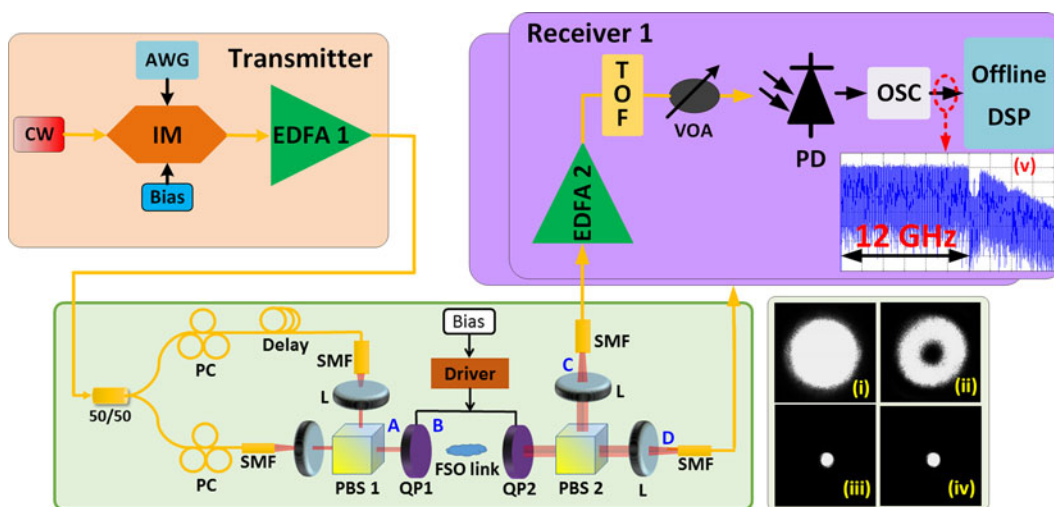 Transmitter
AWG
CW
IM
EDFA 1
Bias
Receiver 1
TOF
VOA
PD
OSC
Offline
DSP
EDFA 2
(v)
12 GHz
PC
Delay
SMF
L
50/50
PC
SMF
PBS 1
A
B
QP1
Bias
Driver
FSO link
QP2
PBS 2
C
SMF
L
D
L
SMF
(i)
(ii)
(iii)
(iv)